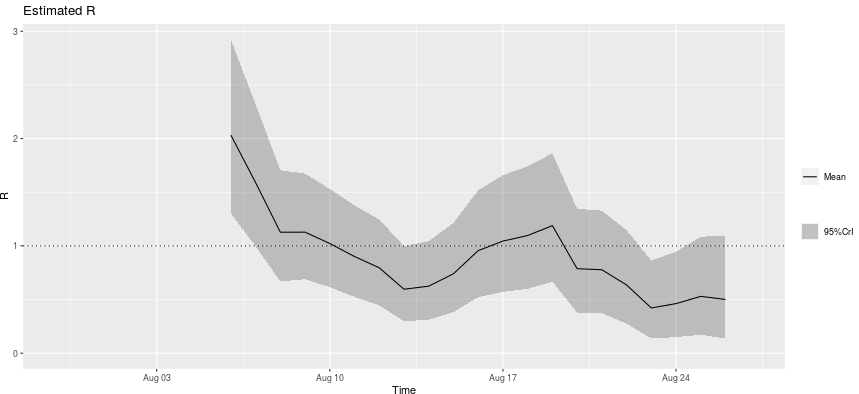 Estimated R
3
2
1
0
R
Aug 03
Aug 10
Aug 17
Aug 24
Time
Mean
95%CrI